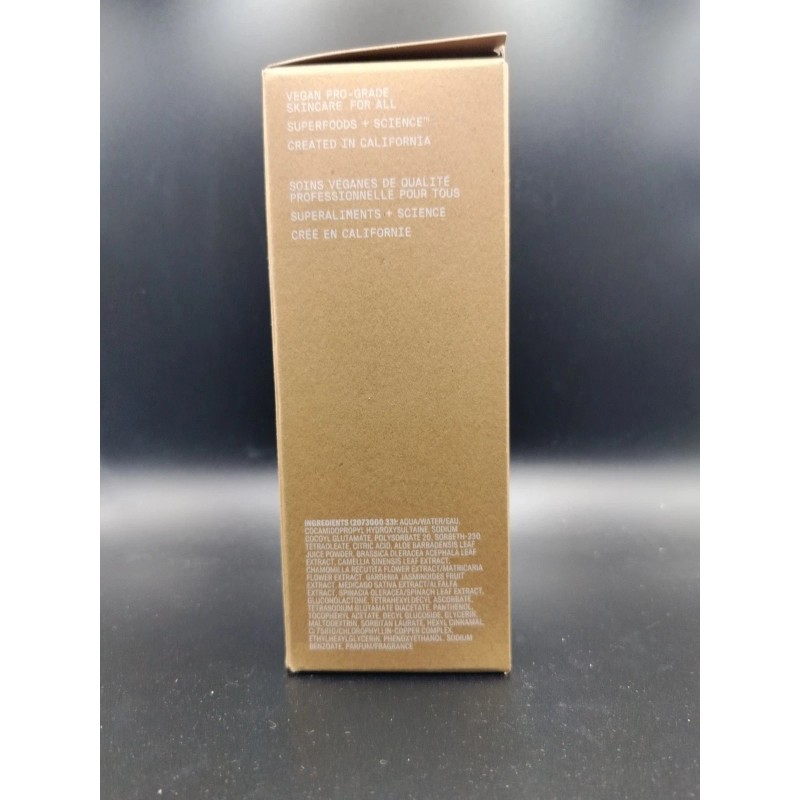 VEGAN PRO-GRADE
SKINCARE FOR ALL
SUPERFOODS + SCIENCE™
CREATED IN CALIFORNIA
SOINS VÉGANES DE QUALITÉ
PROFESSIONNELLE POUR TOUS
SUPERALIMENTS + SCIENCE
CRÉÉ EN CALIFORNIE
INGREDIENTS (2073000 33): AQUA/WATER/EAU,
COCAMIDOPROPYL HYDROXYSULTAINE, SODIUM
COCOYL GLUTAMATE, POLYSORBATE 20, SORBETH-230
TETRAOLEATE, CITRIC ACID, ALOE BARBADENSIS LEAF
JUICE POWDER, BRASSICA OLERACEA ACEPHALA LEAF
EXTRACT, CAMELLIA SINENSIS LEAF EXTRACT,
CHAMOMILLA RECUTITA FLOWER EXTRACT/MATRICARIA
FLOWER EXTRACT, GARDENIA JASMINOIDES FRUIT
EXTRACT, MEDICAGO SATIVA EXTRACT/ALFALFA
EXTRACT, SPINACIA OLERACEA/SPINACH LEAF EXTRACT,
GLUCONOLACTONE, TETRAHEXYLDECYL ASCORBATE,
TETRASODIUM GLUTAMATE DIACETATE, PANTHENOL,
TOCOPHERYL ACETATE, DECYL GLUCOSIDE, GLYCERIN,
MALTODEXTRIN, SORBITAN LAURATE, HEXYL CINNAMAL,
CI 75810/CHLOROPHYLLIN-COPPER COMPLEX,
ETHYLHEXYLGLYCERIN, PHENOXYETHANOL, SODIUM
BENZOATE, PARFUM/FRAGRANCE